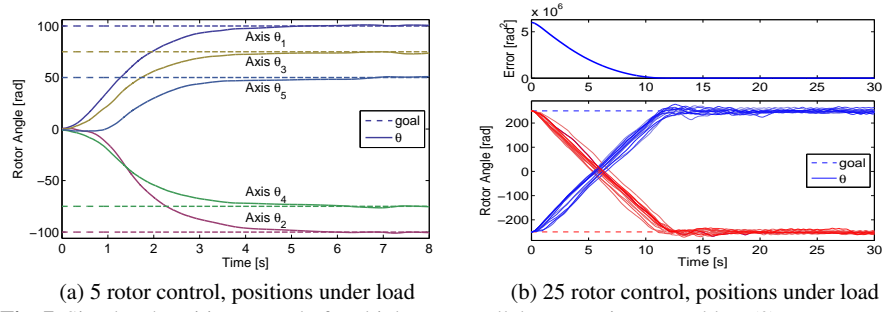 100
50
0
−50
−100
Rotor Angle [rad]
Axis θ1
Axis θ3
Axis θ5
Axis θ4
Axis θ2
goal
θ
0 1 2 3 4 5 6 7 8
Time [s]
(a) 5 rotor control, positions under load
x 10^6
5
0
Error [rad^2]
0 5 10 15 20 25 30
200
100
0
-100
-200
Rotor Angle [rad]
goal
θ
0 5 10 15 20 25 30
Time [s]
(b) 25 rotor control, positions under load